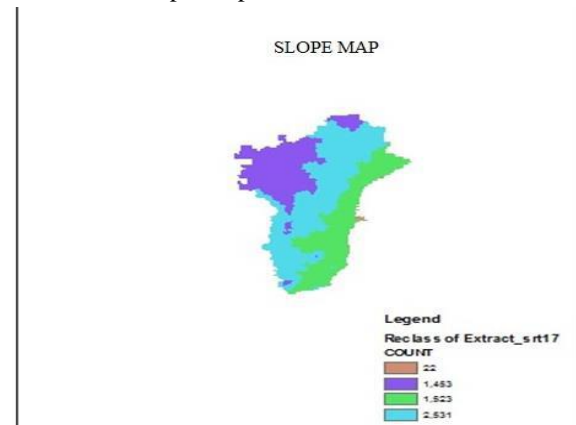 SLOPE MAP
Legend
Reclass of Extract_srt17
COUNT
22
1,453
1,523
2,531